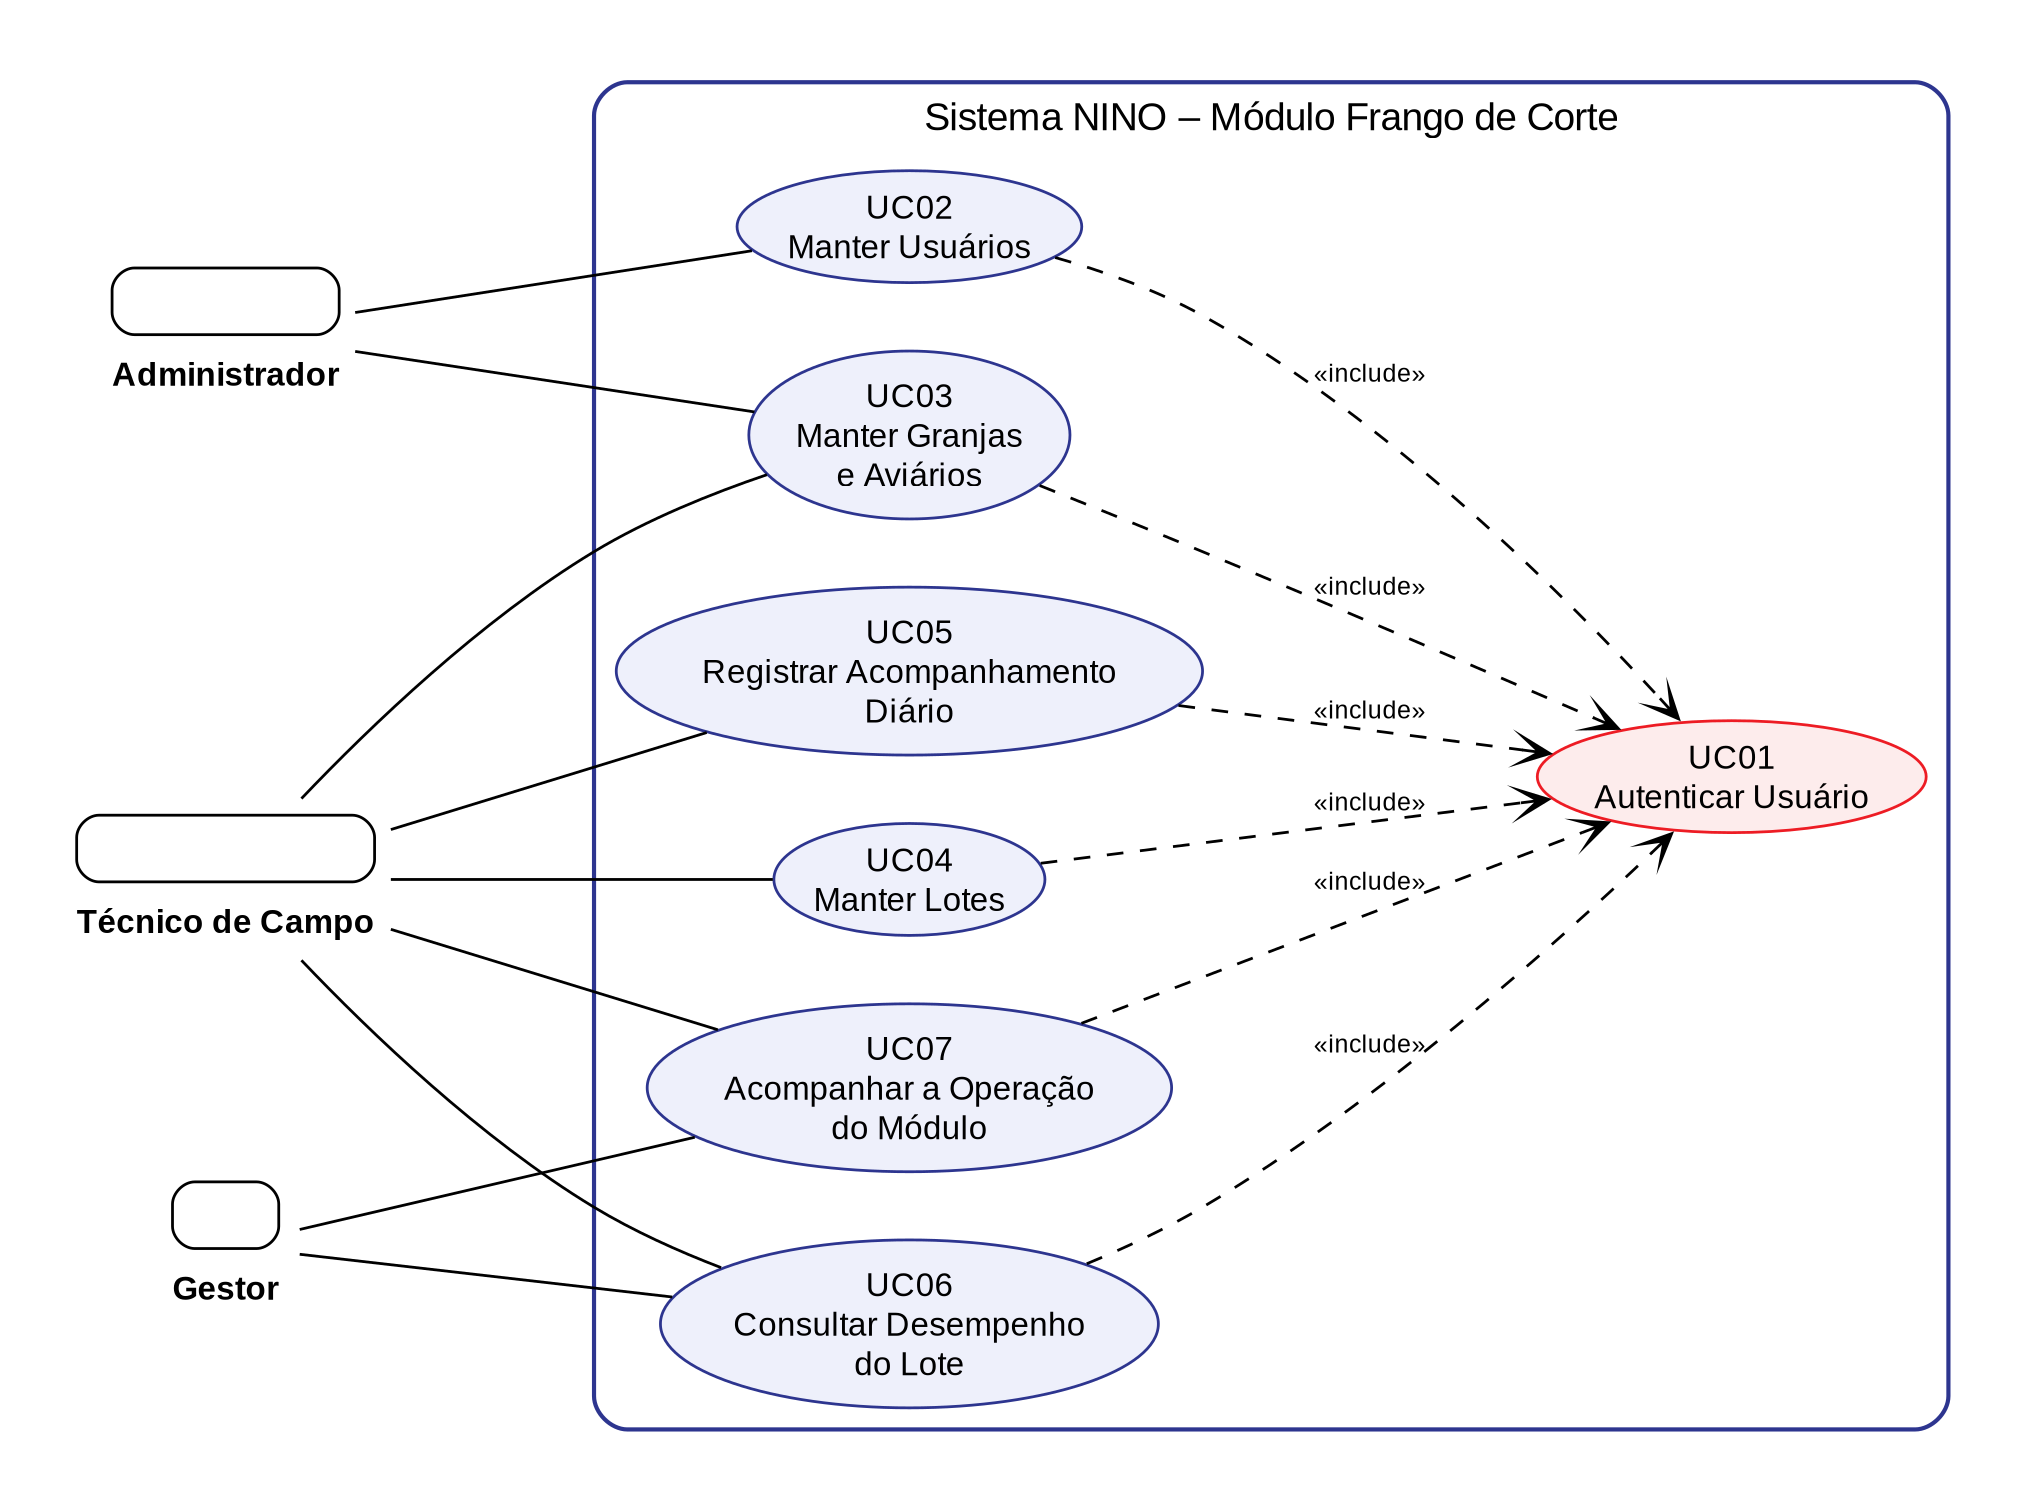 Sistema NINO – Módulo Frango de Corte
UC02
Manter Usuários
Administrador
«include»
UC03
Manter Granjas
e Aviários
«include»
UC05
Registrar Acompanhamento
Diário
«include»
UC01
Autenticar Usuário
«include»
UC04
Manter Lotes
«include»
Técnico de Campo
UC07
Acompanhar a Operação
do Módulo
«include»
Gestor
UC06
Consultar Desempenho
do Lote